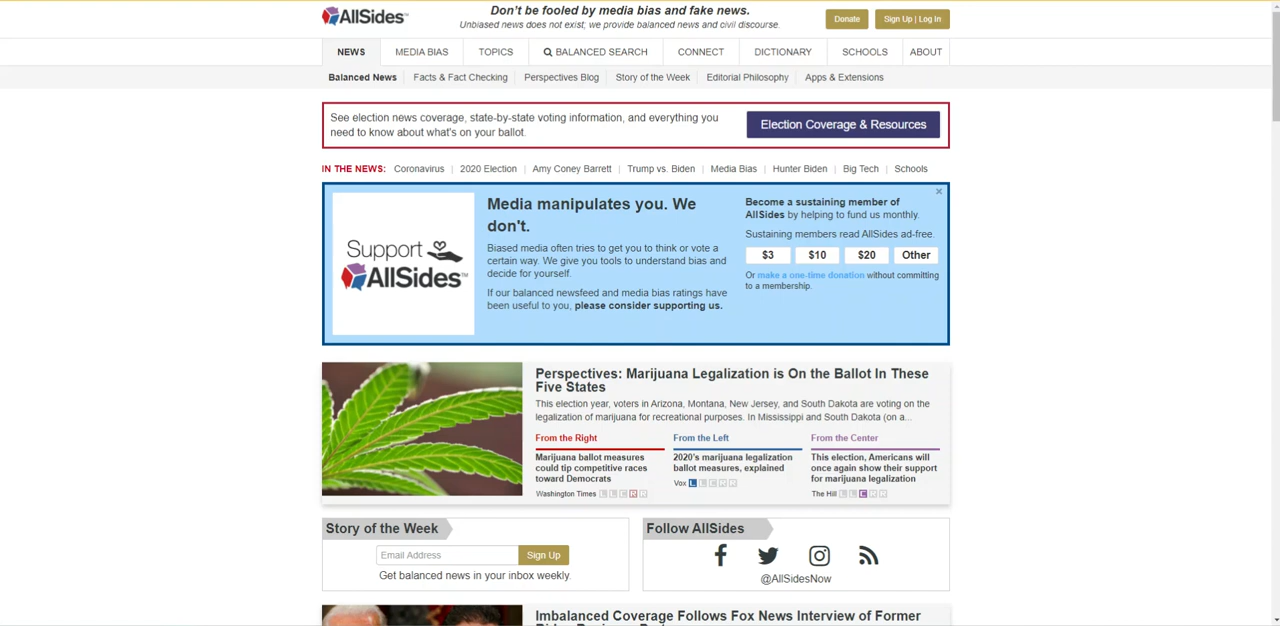 AllSides™
Don't be fooled by media bias and fake news.
Unbiased news does not exist; we provide balanced news and civil discourse.
Donate
Sign Up | Log In
NEWS
MEDIA BIAS
TOPICS
BALANCED SEARCH
CONNECT
DICTIONARY
SCHOOLS
ABOUT
Balanced News
Facts & Fact Checking
Perspectives Blog
Story of the Week
Editorial Philosophy
Apps & Extensions
See election news coverage, state-by-state voting information, and everything you
need to know about what's on your ballot.
Election Coverage & Resources
IN THE NEWS: Coronavirus | 2020 Election | Amy Coney Barrett | Trump vs. Biden | Media Bias | Hunter Biden | Big Tech | Schools
Support
AllSides™
Media manipulates you. We
don't.
Biased media often tries to get you to think or vote a
certain way. We give you tools to understand bias and
decide for yourself.
If our balanced newsfeed and media bias ratings have
been useful to you, please consider supporting us.
Become a sustaining member of
AllSides by helping to fund us monthly.
Sustaining members read AllSides ad-free.
$3
$10
$20
Other
Or make a one-time donation without committing
to a membership.
Perspectives: Marijuana Legalization is On the Ballot In These
Five States
This election year, voters in Arizona, Montana, New Jersey, and South Dakota are voting on the
legalization of marijuana for recreational purposes. In Mississippi and South Dakota (on a...
From the Right
Marijuana ballot measures
could tip competitive races
toward Democrats
Washington Times
From the Left
2020's marijuana legalization
ballot measures, explained
Vox
From the Center
This election, Americans will
once again show their support
for marijuana legalization
The Hill
Story of the Week
Email Address
Sign Up
Get balanced news in your inbox weekly.
Follow AllSides
@AllSidesNow
Imbalanced Coverage Follows Fox News Interview of Former